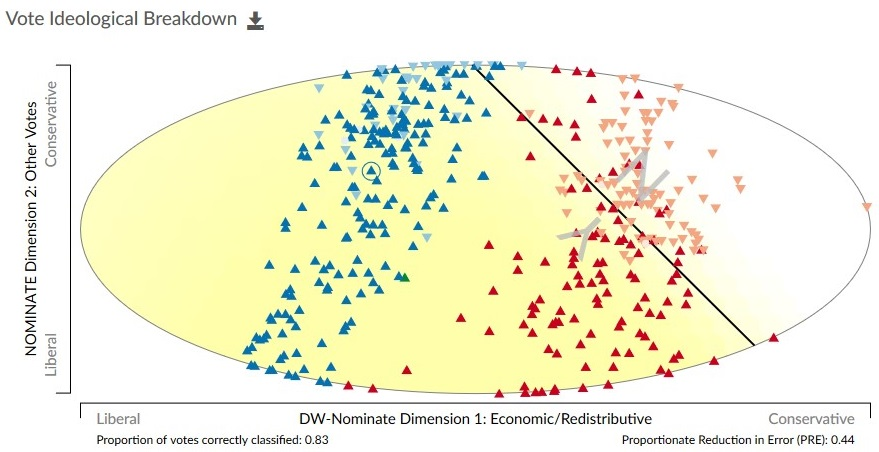 Vote Ideological Breakdown
NOMINATE Dimension 2: Other Votes
Conservative
Liberal
Liberal
DW-Nominate Dimension 1: Economic/Redistributive
Conservative
Proportion of votes correctly classified: 0.83
Proportionate Reduction in Error (PRE): 0.44